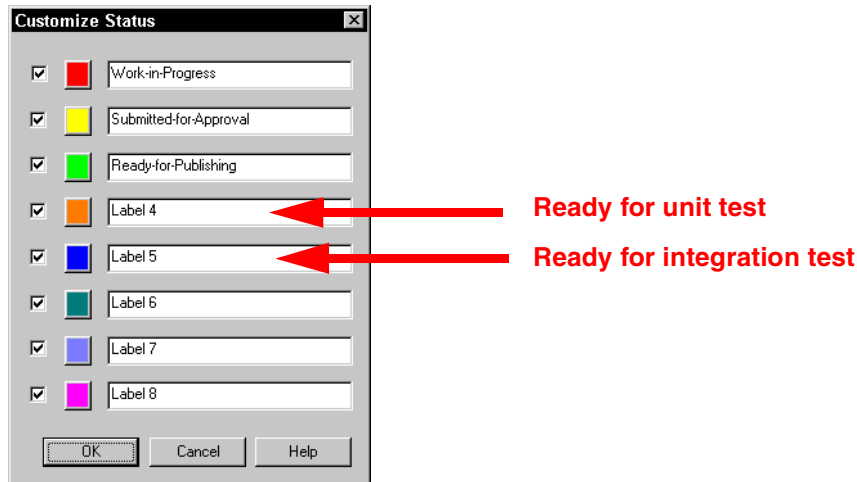 Customize Status
Work-in-Progress
Submitted-for-Approval
Ready-for-Publishing
Label 4
Ready for unit test
Label 5
Ready for integration test
Label 6
Label 7
Label 8
OK Cancel Help